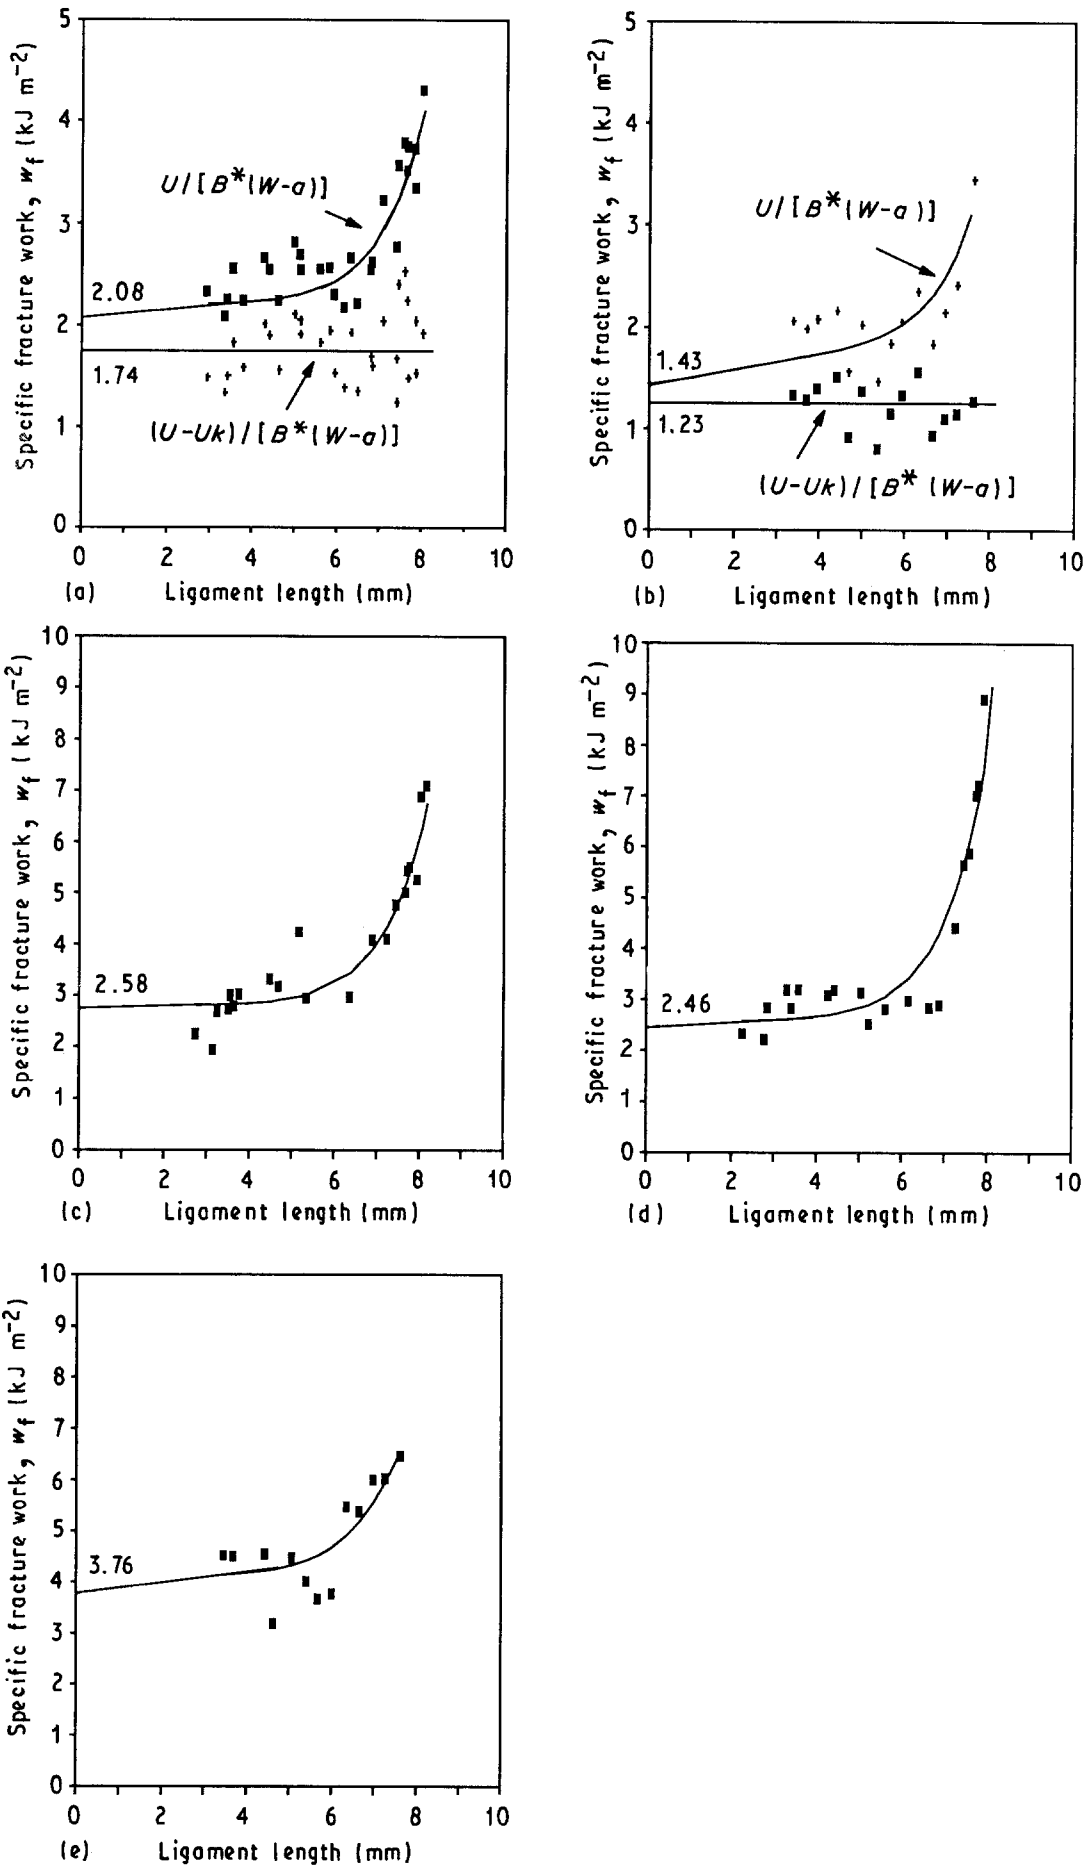 Specific fracture work, wf (kJ m−2)
5
4
3
2
1
0
U/[B*(W-a)]
2.08
1.74
(U-Uk)/[B*(W-a)]
0 2 4 6 8 10
(a) Ligament length (mm)
Specific fracture work, wf (kJ m−2)
5
4
3
2
1
0
U/[B*(W-a)]
1.43
1.23
(U-Uk)/[B* (W-a)]
0 2 4 6 8 10
(b) Ligament length (mm)
Specific fracture work, wf (kJ m−2)
10
9
8
7
6
5
4
3
2
1
0
2.58
0 2 4 6 8 10
(c) Ligament length (mm)
Specific fracture work, wf (kJ m−2)
10
9
8
7
6
5
4
3
2
1
0
2.46
0 2 4 6 8 10
(d) Ligament length (mm)
Specific fracture work, wf (kJ m−2)
10
9
8
7
6
5
4
3
2
1
0
3.76
0 2 4 6 8 10
(e) Ligament length (mm)